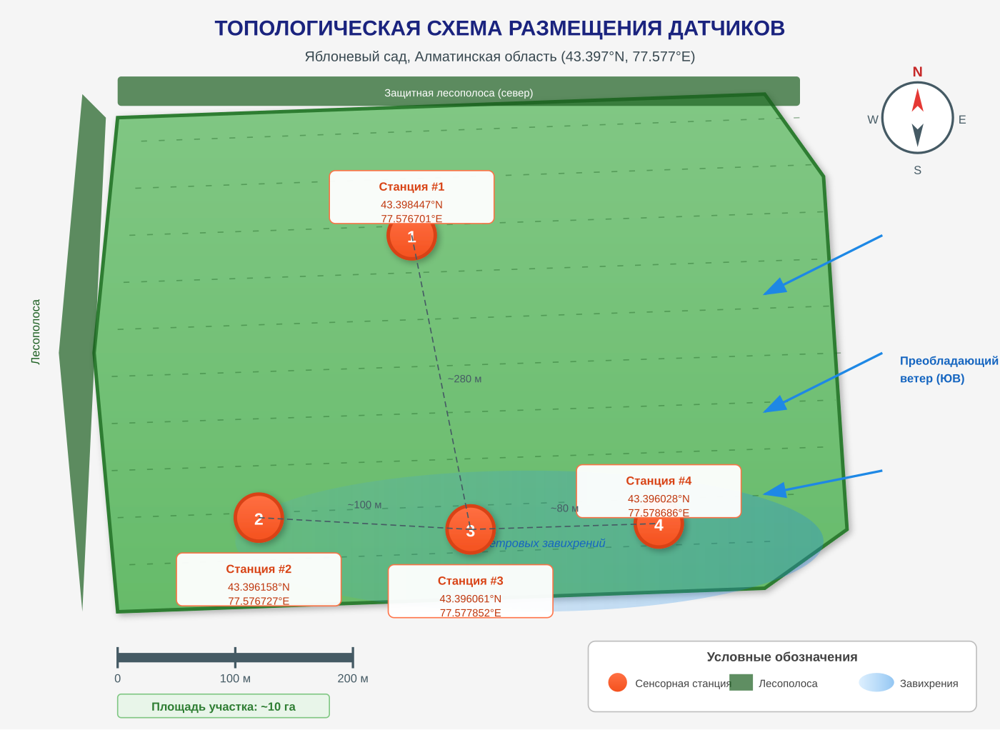 ТОПОЛОГИЧЕСКАЯ СХЕМА РАЗМЕЩЕНИЯ ДАТЧИКОВ
Яблоневый сад, Алматинская область (43.397°N, 77.577°E)
Защитная лесополоса (север)
N
W
E
S
Станция #1
43.398447°N
77.576701°E
1
Лесополоса
~280 м
Преобладающий
ветер (ЮВ)
Станция #4
43.396028°N
77.578686°E
~100 м
~80 м
2
3
4
етровых завихрений
Станция #2
43.396158°N
77.576727°E
Станция #3
43.396061°N
77.577852°E
0
100 м
200 м
Площадь участка: ~10 га
Условные обозначения
Сенсорная станция
Лесополоса
Завихрения